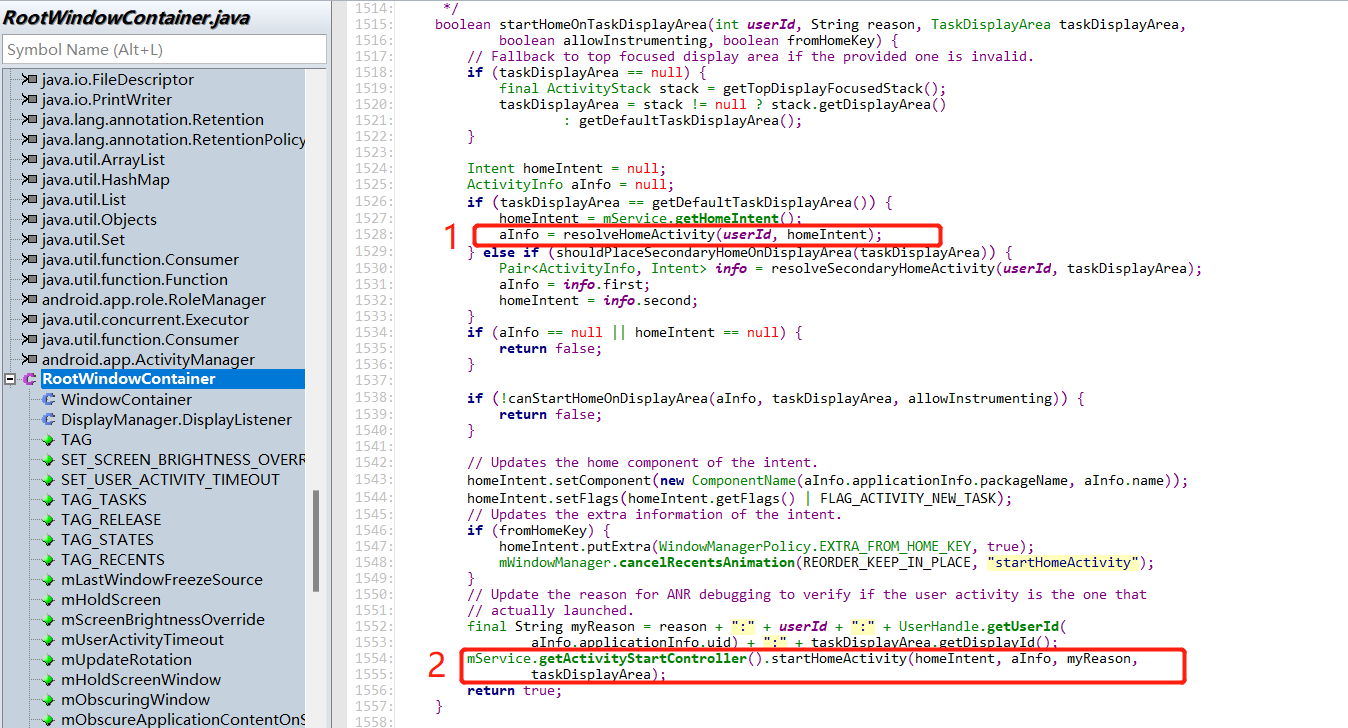 RootWindowContainer.java
Symbol Name (Alt+L)
java.io.FileDescriptor
java.io.PrintWriter
java.lang.annotation.Retention
java.lang.annotation.RetentionPolicy
java.util.ArrayList
java.util.HashMap
java.util.List
java.util.Objects
java.util.Set
java.util.function.Consumer
java.util.function.Function
android.app.role.RoleManager
java.util.concurrent.Executor
java.util.function.Consumer
android.app.ActivityManager
RootWindowContainer
WindowContainer
DisplayManager.DisplayListener
TAG
SET_SCREEN_BRIGHTNESS_OVERR
SET_USER_ACTIVITY_TIMEOUT
TAG_TASKS
TAG_RELEASE
TAG_STATES
TAG_RECENTS
mLastWindowFreezeSource
mHoldScreen
mScreenBrightnessOverride
mUserActivityTimeout
mUpdateRotation
mHoldScreenWindow
mObscuringWindow
mObscureApplicationContentOnS
1514: */
1515: boolean startHomeOnTaskDisplayArea(int userId, String reason, TaskDisplayArea taskDisplayArea,
1516: boolean allowInstrumenting, boolean fromHomeKey) {
1517: // Fallback to top focused display area if the provided one is invalid.
1518: if (taskDisplayArea == null) {
1519: final ActivityStack stack = getTopDisplayFocusedStack();
1520: taskDisplayArea = stack != null ? stack.getDisplayArea()
1521: : getDefaultTaskDisplayArea();
1522: }
1523:
1524: Intent homeIntent = null;
1525: ActivityInfo aInfo = null;
1526: if (taskDisplayArea == getDefaultTaskDisplayArea()) {
1527: homeIntent = mService.getHomeIntent();
1
1528: aInfo = resolveHomeActivity(userId, homeIntent);
1529: } else if (shouldPlaceSecondaryHomeOnDisplayArea(taskDisplayArea)) {
1530: Pair<ActivityInfo, Intent> info = resolveSecondaryHomeActivity(userId, taskDisplayArea);
1531: aInfo = info.first;
1532: homeIntent = info.second;
1533: }
1534: if (aInfo == null || homeIntent == null) {
1535: return false;
1536: }
1537:
1538: if (!canStartHomeOnDisplayArea(aInfo, taskDisplayArea, allowInstrumenting)) {
1539: return false;
1540: }
1541:
1542: // Updates the home component of the intent.
1543: homeIntent.setComponent(new ComponentName(aInfo.applicationInfo.packageName, aInfo.name));
1544: homeIntent.setFlags(homeIntent.getFlags() | FLAG_ACTIVITY_NEW_TASK);
1545: // Updates the extra information of the intent.
1546: if (fromHomeKey) {
1547: homeIntent.putExtra(WindowManagerPolicy.EXTRA_FROM_HOME_KEY, true);
1548: mWindowManager.cancelRecentsAnimation(REORDER_KEEP_IN_PLACE, "startHomeActivity");
1549: }
1550: // Update the reason for ANR debugging to verify if the user activity is the one that
1551: // actually launched.
1552: final String myReason = reason + ":" + userId + ":" + UserHandle.getUserId(
1553: aInfo.applicationInfo.uid) + ":" + taskDisplayArea.getDisplayId();
2
1554: mService.getActivityStartController().startHomeActivity(homeIntent, aInfo, myReason,
1555: taskDisplayArea);
1556: return true;
1557: }
1558: